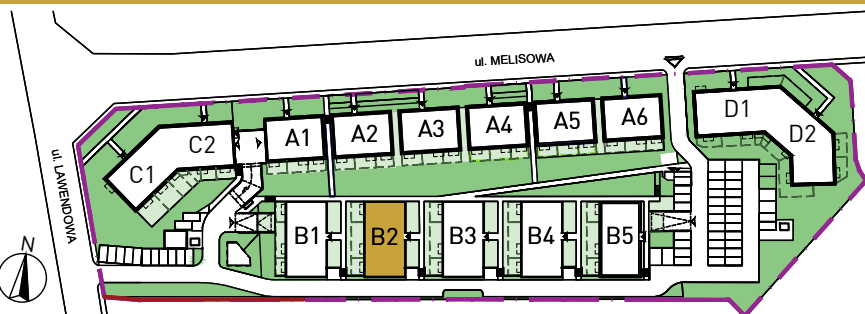 ul. MELISOWA
ul. LAWENDOWA
C1
C2
A1
A2
A3
A4
A5
A6
D1
D2
B1
B2
B3
B4
B5
N